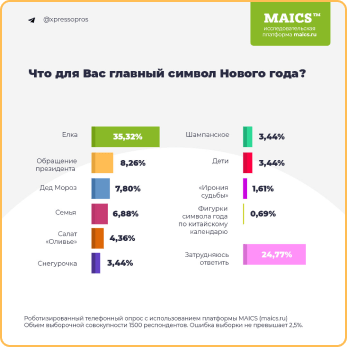 @xpressopros
MAICS™
исследовательская
платформа maics.ru
Что для Вас главный символ Нового года?
Елка
35,32%
Обращение
президента
8,26%
Дед Мороз
7,80%
Семья
6,88%
Салат
«Оливье»
4,36%
Снегурочка
3,44%
Шампанское
3,44%
Дети
3,44%
«Ирония
судьбы»
1,61%
Фигурки
символа года
по китайскому
календарю
0,69%
Затрудняюсь
ответить
24,77%
Роботизированный телефонный опрос с использованием платформы MAICS (maics.ru)
Объем выборочной совокупности 1500 респондентов. Ошибка выборки не превышает 2,5%.